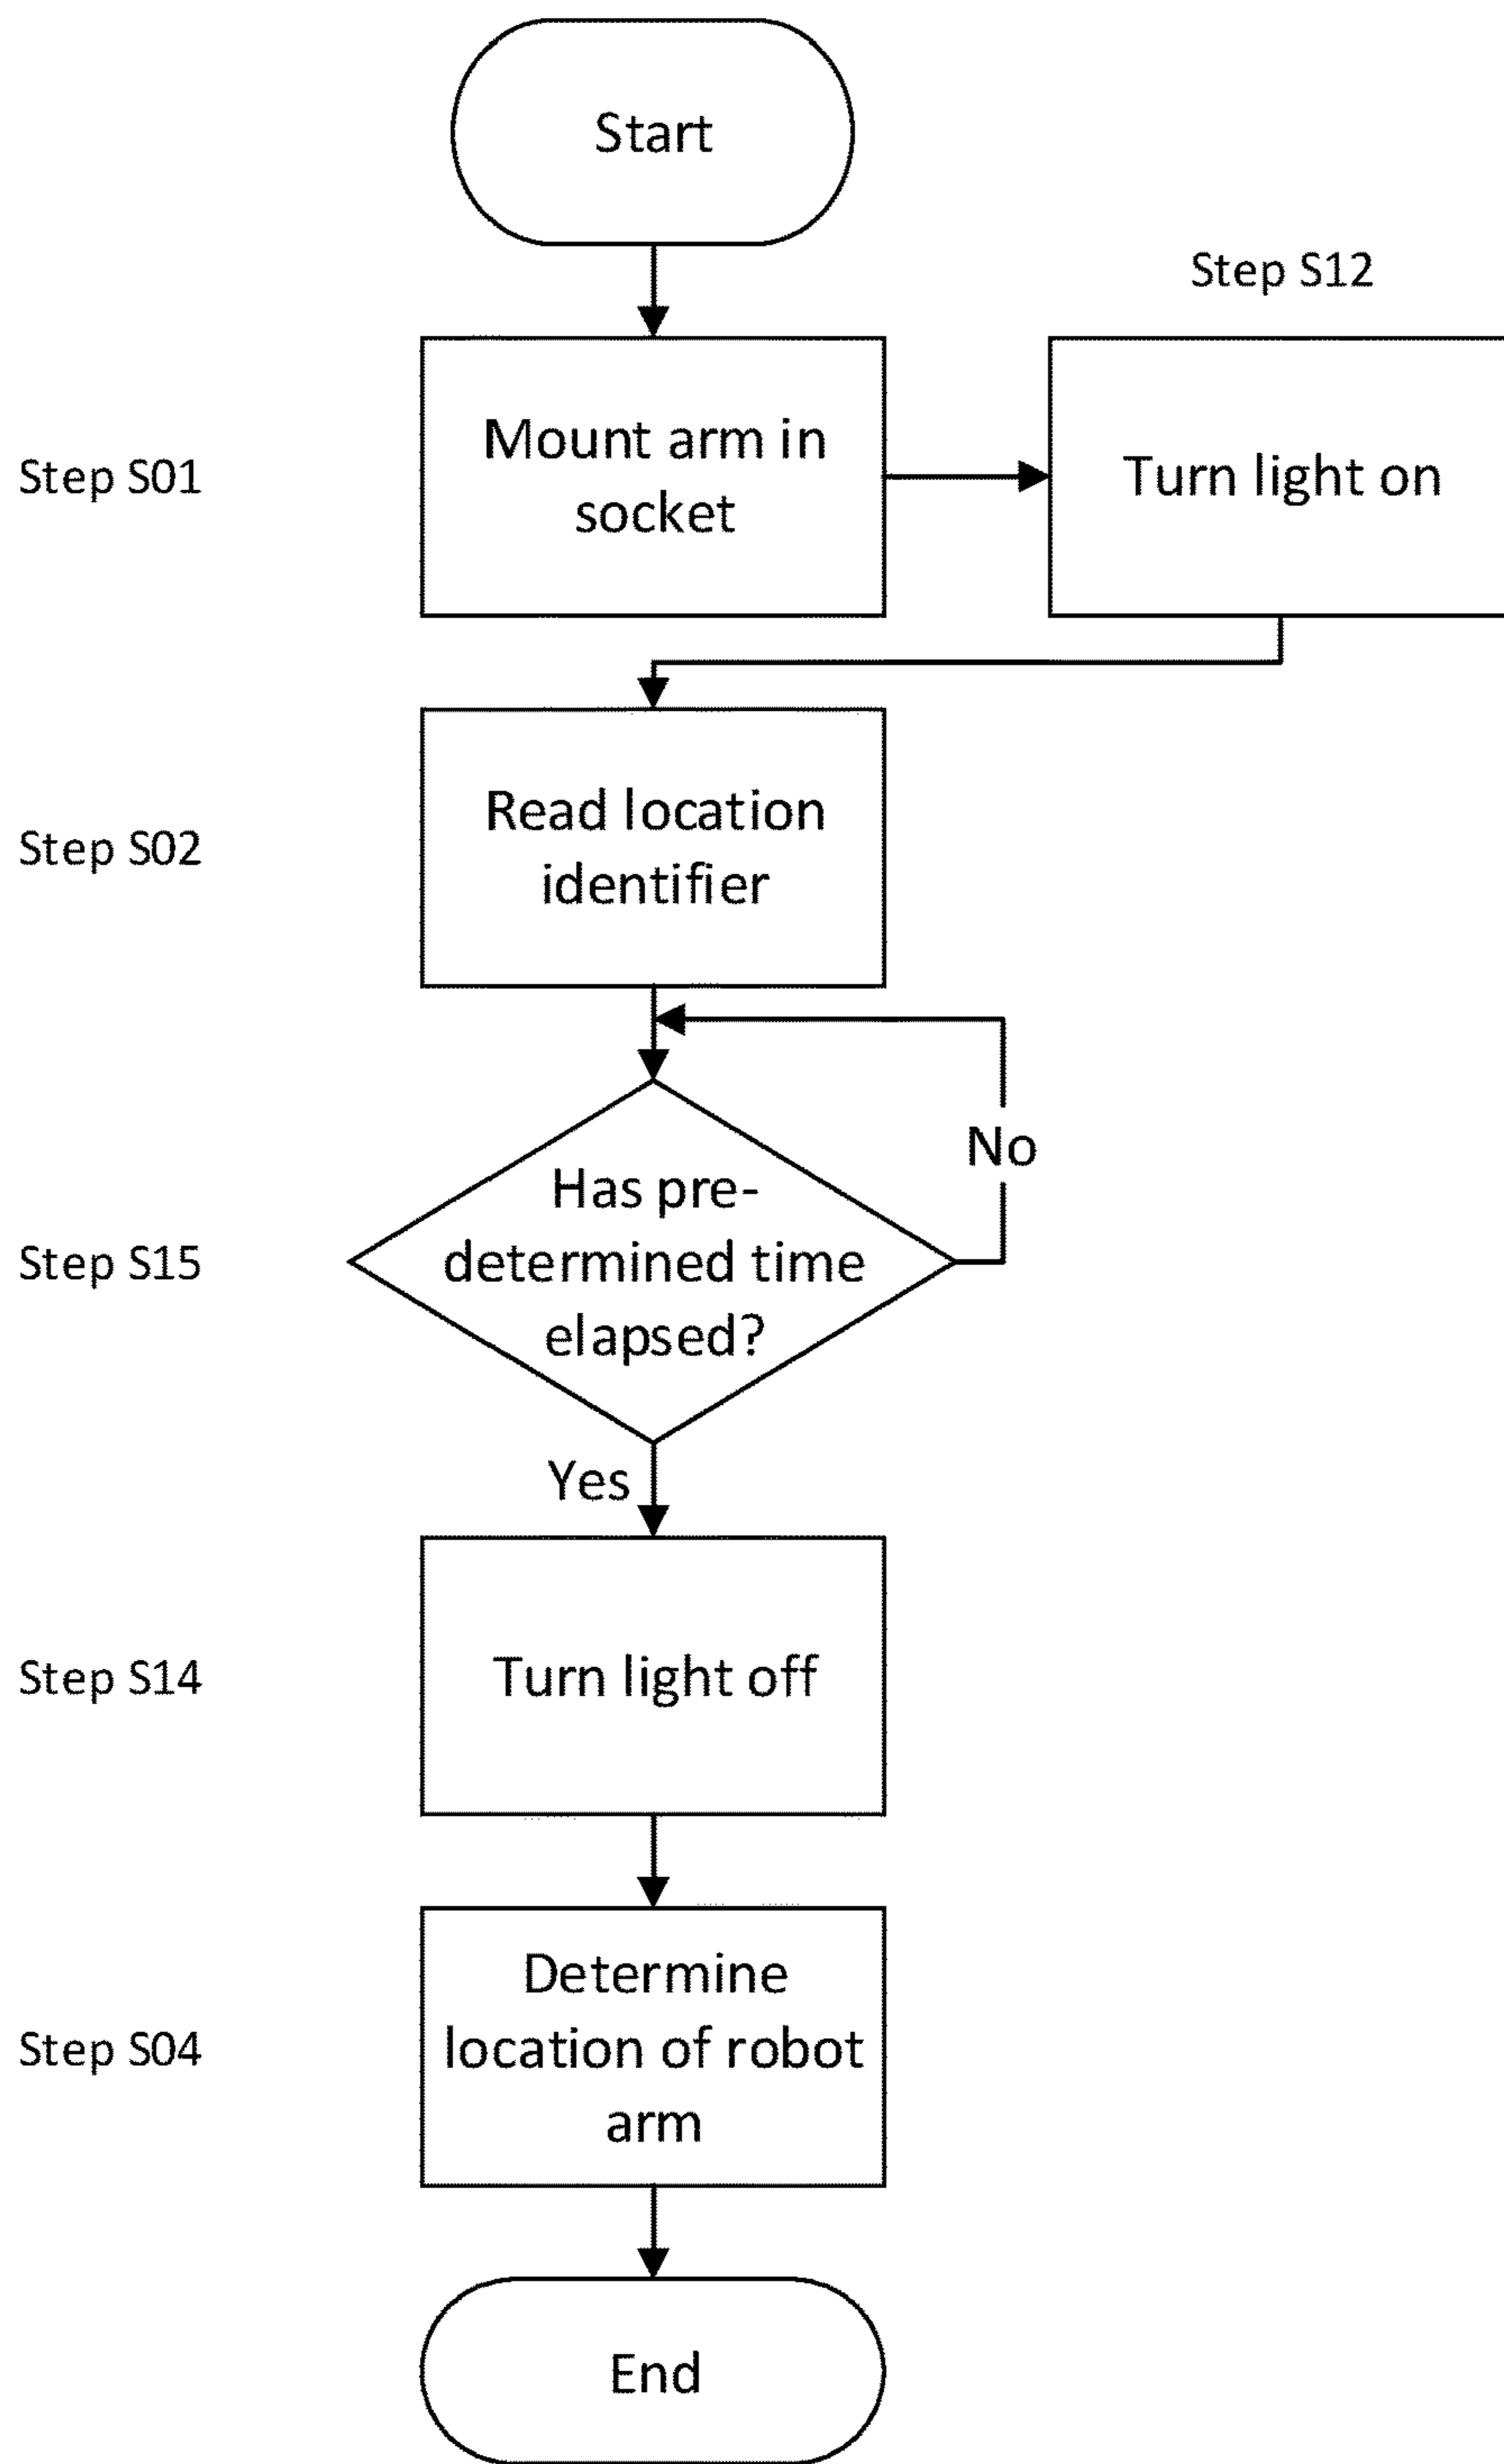 Start
Step S12
Step S01
Mount arm in
socket
Turn light on
Step S02
Read location
identifier
No
Step S15
Has pre-
determined time
elapsed?
Yes
Step S14
Turn light off
Step S04
Determine
location of robot
arm
End